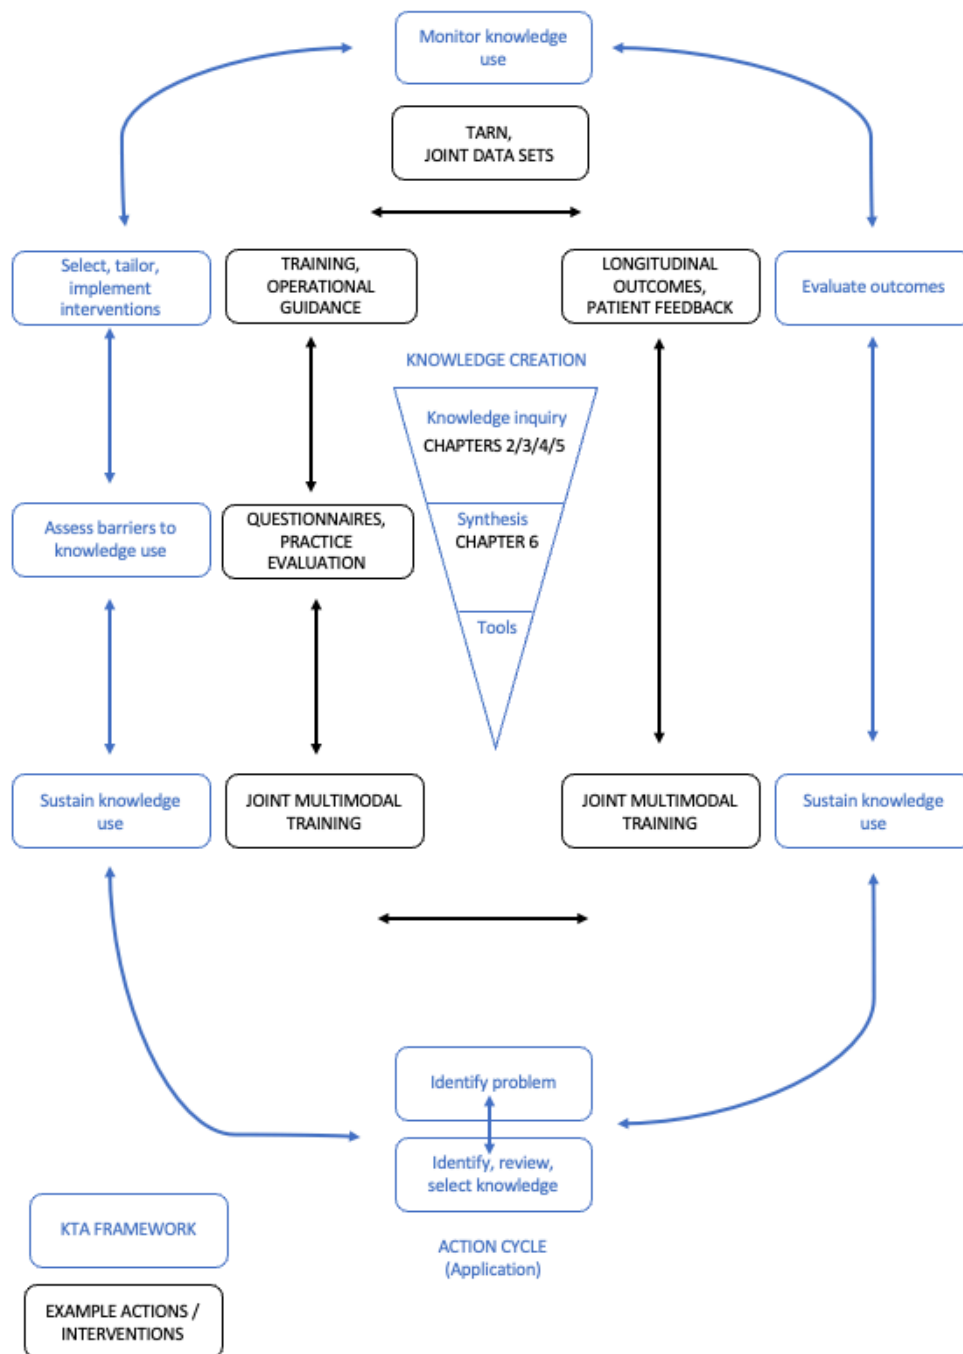 Monitor knowledge
use
TARN,
JOINT DATA SETS
Select, tailor,
implement
interventions
TRAINING,
OPERATIONAL
GUIDANCE
LONGITUDINAL
OUTCOMES,
PATIENT FEEDBACK
Evaluate outcomes
KNOWLEDGE CREATION
Knowledge inquiry
CHAPTERS 2/3/4/5
Assess barriers to
knowledge use
QUESTIONNAIRES,
PRACTICE
EVALUATION
Synthesis
CHAPTER 6
Tools
Sustain knowledge
use
JOINT MULTIMODAL
TRAINING
JOINT MULTIMODAL
TRAINING
Sustain knowledge
use
Identify problem
Identify, review,
select knowledge
KTA FRAMEWORK
ACTION CYCLE
(Application)
EXAMPLE ACTIONS /
INTERVENTIONS